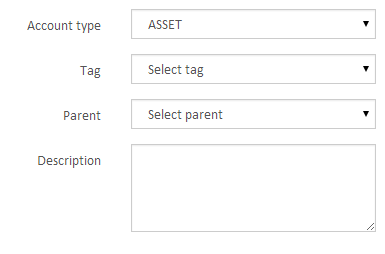 Account type ASSET
Tag Select tag
Parent Select parent
Description